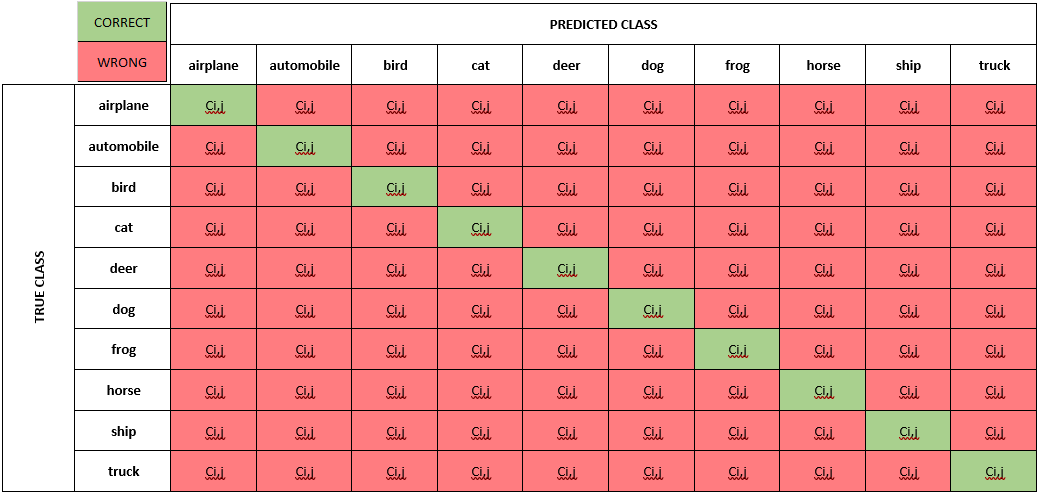 CORRECT
PREDICTED CLASS
WRONG
airplane automobile bird cat deer dog frog horse ship truck
TRUE CLASS
airplane Ci,j Ci,j Ci,j Ci,j Ci,j Ci,j Ci,j Ci,j Ci,j Ci,j
automobile Ci,j Ci,j Ci,j Ci,j Ci,j Ci,j Ci,j Ci,j Ci,j Ci,j
bird Ci,j Ci,j Ci,j Ci,j Ci,j Ci,j Ci,j Ci,j Ci,j Ci,j
cat Ci,j Ci,j Ci,j Ci,j Ci,j Ci,j Ci,j Ci,j Ci,j Ci,j
deer Ci,j Ci,j Ci,j Ci,j Ci,j Ci,j Ci,j Ci,j Ci,j Ci,j
dog Ci,j Ci,j Ci,j Ci,j Ci,j Ci,j Ci,j Ci,j Ci,j Ci,j
frog Ci,j Ci,j Ci,j Ci,j Ci,j Ci,j Ci,j Ci,j Ci,j Ci,j
horse Ci,j Ci,j Ci,j Ci,j Ci,j Ci,j Ci,j Ci,j Ci,j Ci,j
ship Ci,j Ci,j Ci,j Ci,j Ci,j Ci,j Ci,j Ci,j Ci,j Ci,j
truck Ci,j Ci,j Ci,j Ci,j Ci,j Ci,j Ci,j Ci,j Ci,j Ci,j